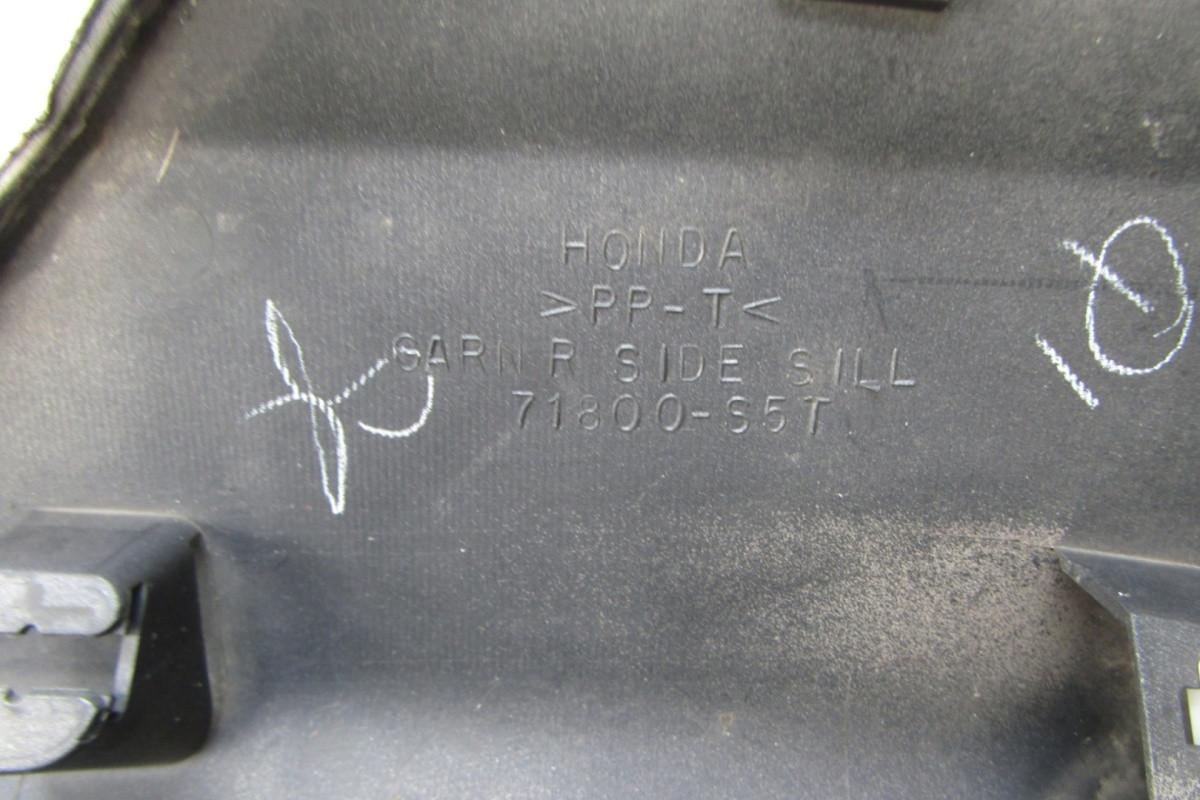 HONDA
>PP-T<
GARN R SIDE SILL
71800-S5T